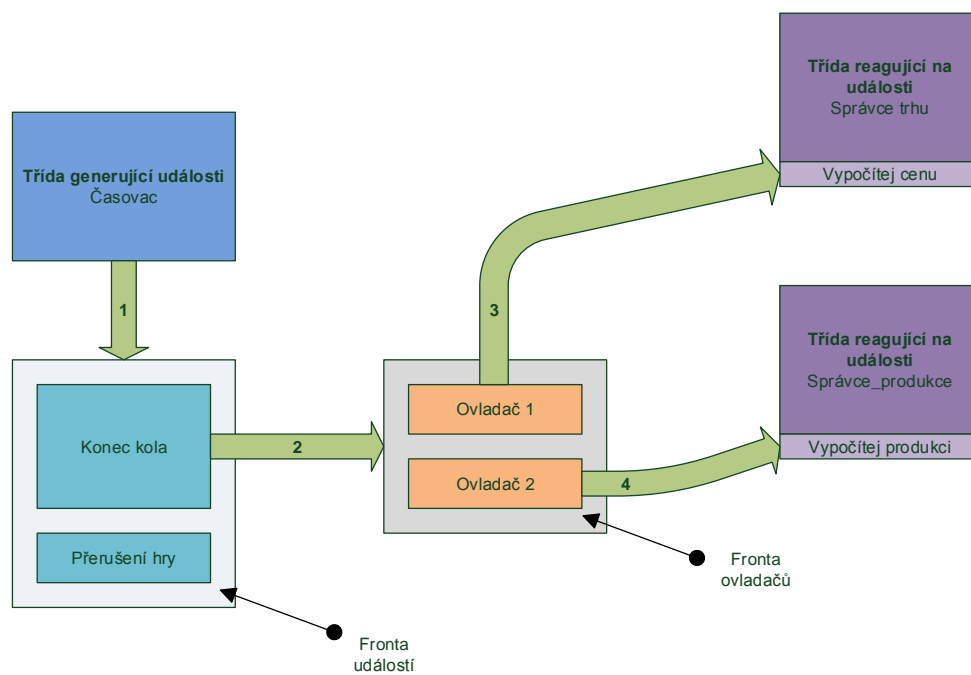 Třída reagující na
události
Správce trhu
Vypočítej cenu
Třída generující události
Časovac
1
3
Třída reagující na
události
Správce_produkce
Vypočítej produkci
Konec kola
2
Ovladač 1
Ovladač 2
4
Přerušení hry
Fronta
ovladačů
Fronta
událostí